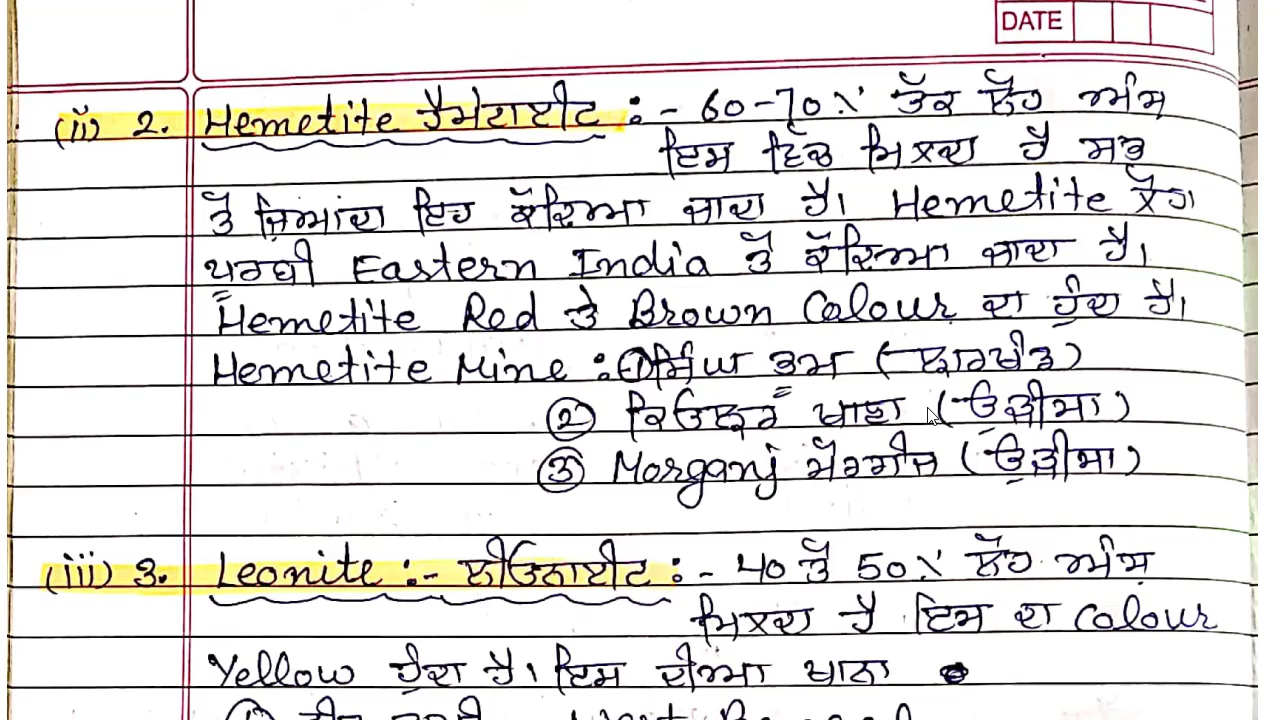 DATE
(ii) 2. Hemetite ਹੈਮੇਟਾਈਟ :- 60-70% ਤੱਕ ਲੋਹ ਅੰਸ਼
ਇਸ ਵਿੱਚ ਮਿਲਦਾ ਹੈ ਸਭ
ਤੋਂ ਜ਼ਿਆਦਾ ਇਹ ਕੱਢਿਆ ਜਾਦਾ ਹੈ। Hemetite
ਪਰਬੀ Eastern India ਤੋਂ ਕੱਢਿਆ ਜਾਦਾ ਹੈ।
Hemetite Red ਤੇ Brown Colour ਦਾ ਹੁੰਦਾ ਹੈ।
Hemetite Mine : ① ਸਿੰਘ ਭੂਮ (ਝਾਰਖੰਡ)
② ਕਿਉਂਝਰ ਖਾਣਾ (ਉੜੀਸਾ)
③ Morganj ਮੋਰਗੰਜ (ਉੜੀਸਾ)
(iii) 3. Leonite :- ਲੀਓਨਾਈਟ :- 40 ਤੋਂ 50% ਲੋਹ ਅੰਸ਼
ਮਿਲਦਾ ਹੈ ਇਸ ਦਾ Colour
Yellow ਹੁੰਦਾ ਹੈ। ਇਸ ਦੀਆਂ ਖਾਨਾ